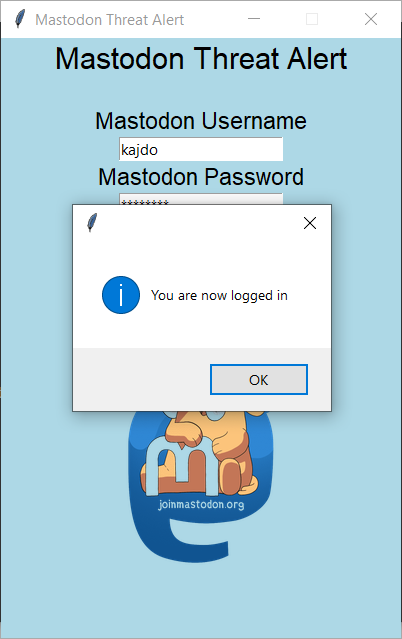 Mastodon Threat Alert
Mastodon Threat Alert
Mastodon Username
kajdo
Mastodon Password
********
You are now logged in
OK
m
joinmastodon.org